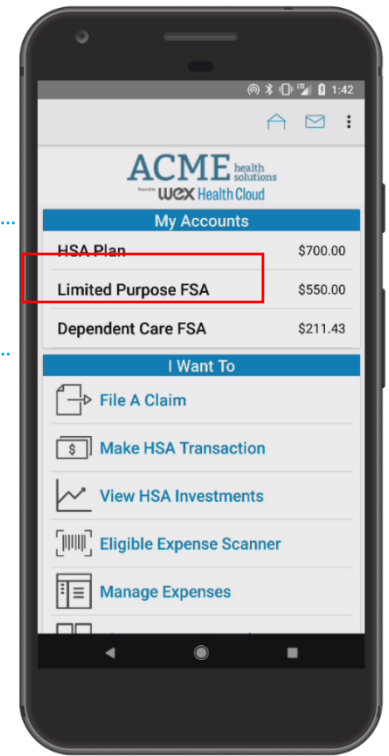 1:42
ACME health solutions
Powered by wex Health Cloud
My Accounts
HSA Plan $700.00
Limited Purpose FSA $550.00
Dependent Care FSA $211.43
I Want To
File A Claim
Make HSA Transaction
View HSA Investments
Eligible Expense Scanner
Manage Expenses